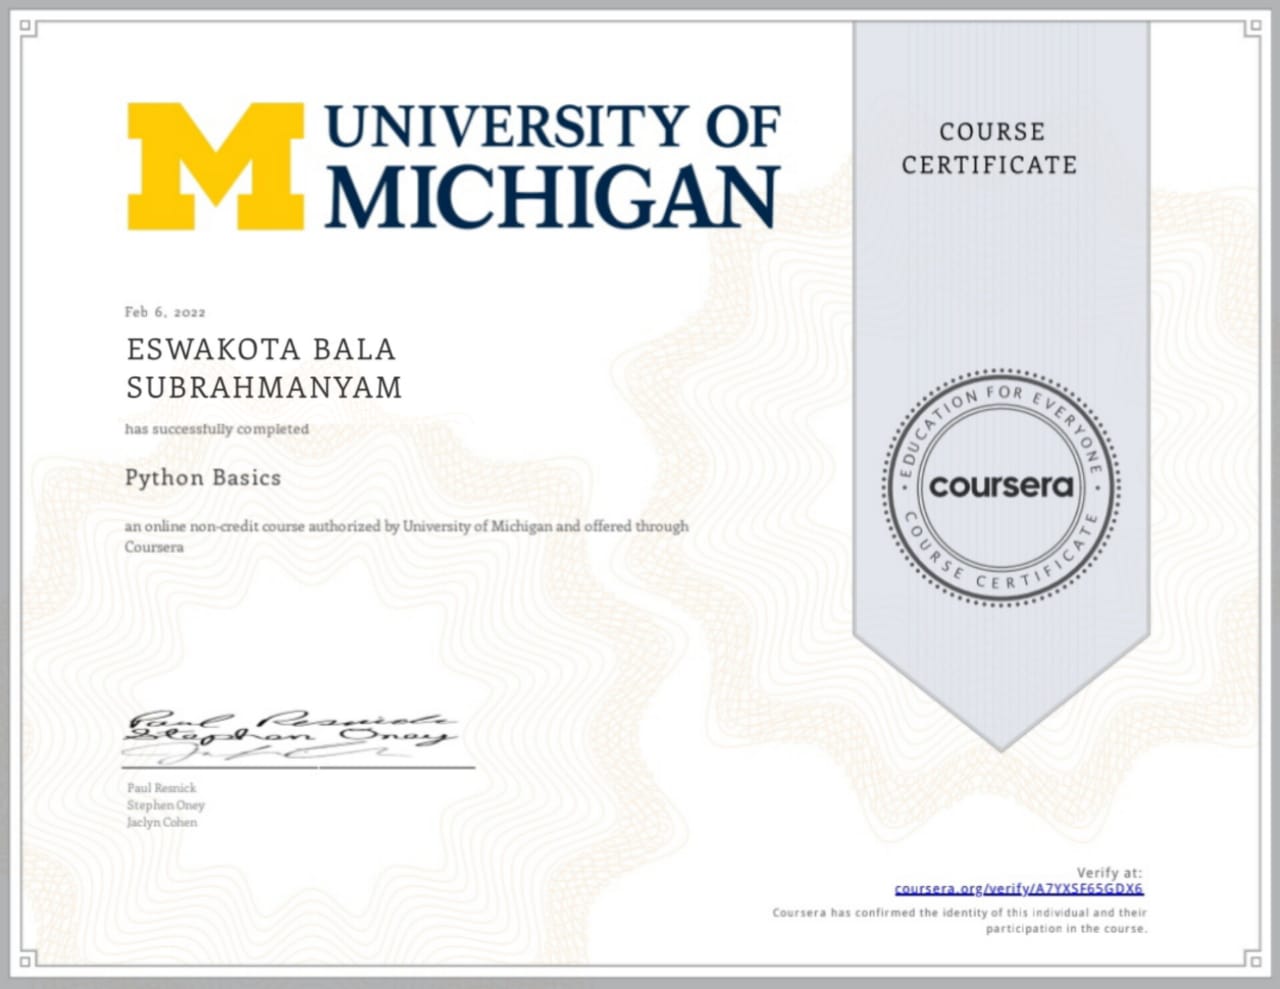 UNIVERSITY OF
MICHIGAN
COURSE
CERTIFICATE
Feb 6, 2022
ESWAKOTA BALA
SUBRAHMANYAM
has successfully completed
Python Basics
an online non-credit course authorized by University of Michigan and offered through
Coursera
EDUCATION FOR EVERYONE
coursera
COURSE CERTIFICATE
Paul Resnick
Stephen Oney
Paul Resnick
Stephen Oney
Jaclyn Cohen
Verify at:
coursera.org/verify/A7YXSF65GDX6
Coursera has confirmed the identity of this individual and their
participation in the course.